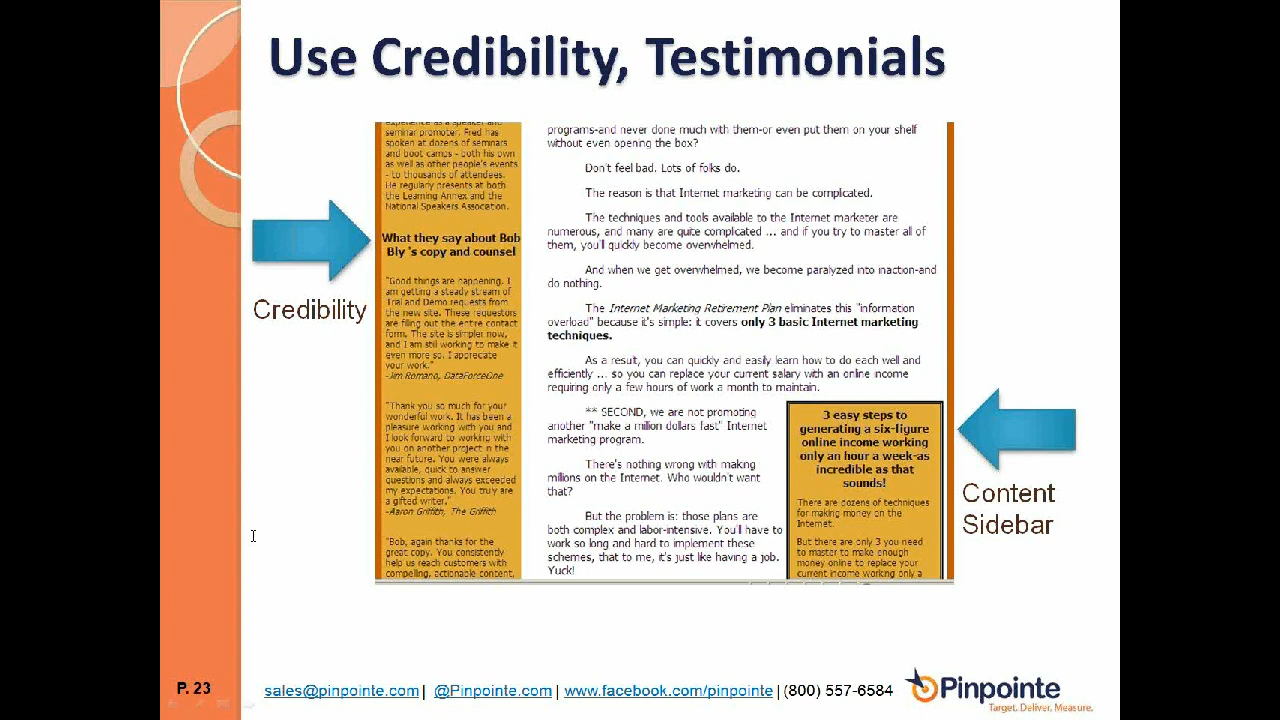 Use Credibility, Testimonials
experience as a speaker and
seminar promoter. Fred has
spoken at dozens of semnars
and boot camps - both his own
as well as other people's events
- to thousands of attendees.
He regularly presents at both
the Learning Annex and the
National Speakers Association.
What they say about Bob
Bly 's copy and counsel
"Good things are happening. I
am getting a steady stream of
Trial and Demo requests from
the new site. These requestors
are filing out the entire contact
form. The site is simpler now,
and I am still working to make it
even more so. I appreciate
your work."
-Jim Romano, DataForceOne
"Thank you so much for your
wonderful work. It has been a
pleasure working with you and
I look forward to working with
you on another project in the
near future. You were always
available, quick to answer
questions and always exceeded
my expectations. You truly are
a gifted writer."
-Aaron Griffith, The Griffith
"Bob, again thanks for the
great copy. You consistently
help us reach customers with
compelling, actionable content,
programs-and never done much with them-or even put them on your shelf
without even opening the box?
Don't feel bad. Lots of folks do.
The reason is that Internet marketing can be complicated.
The techniques and tools available to the Internet marketer are
numerous, and many are quite complicated ... and if you try to master all of
them, you'll quickly become overwhelmed.
And when we get overwhelmed, we become paralyzed into inaction-and
do nothing.
The Internet Marketing Retirement Plan eliminates this "information
overload" because it's simple: it covers only 3 basic Internet marketing
techniques.
As a result, you can quickly and easily learn how to do each well and
efficiently ... so you can replace your current salary with an online income
requiring only a few hours of work a month to maintain.
** SECOND, we are not promoting
another "make a million dollars fast" Internet
marketing program.
There's nothing wrong with making
millions on the Internet. Who wouldn't want
that?
But the problem is: those plans are
both complex and labor-intensive. You'll have to
work so long and hard to implement these
schemes, that to me, it's just like having a job.
Yuck!
3 easy steps to
generating a six-figure
online income working
only an hour a week-as
incredible as that
sounds!
There are dozens of techniques
for making money on the
Internet.
But there are only 3 you need
to master to make enough
money online to replace your
current income working only a
Credibility
Content
Sidebar
P. 23
sales@pinpointe.com | @Pinpointe.com | www.facebook.com/pinpointe | (800) 557-6584
Pinpointe
Target. Deliver. Measure.